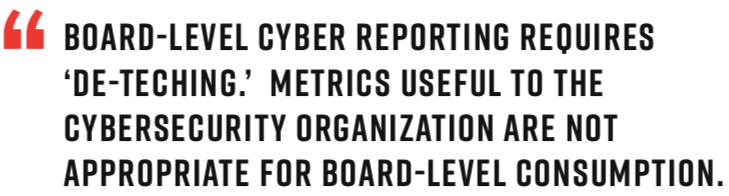 “ BOARD-LEVEL CYBER REPORTING REQUIRES
‘DE-TECHING.’  METRICS USEFUL TO THE
CYBERSECURITY ORGANIZATION ARE NOT
APPROPRIATE FOR BOARD-LEVEL CONSUMPTION.